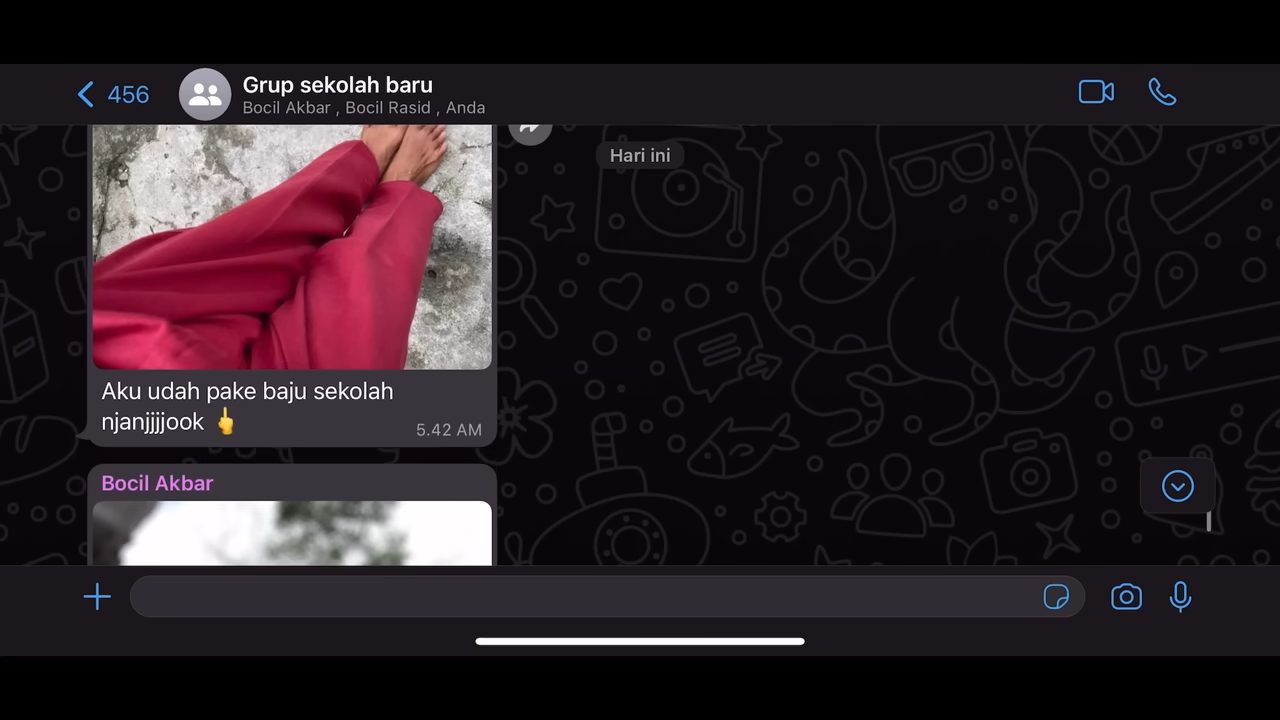 456
Grup sekolah baru
Bocil Akbar , Bocil Rasid , Anda
Hari ini
Aku udah pake baju sekolah
njanjjjjook 🖕
5.42 AM
Bocil Akbar